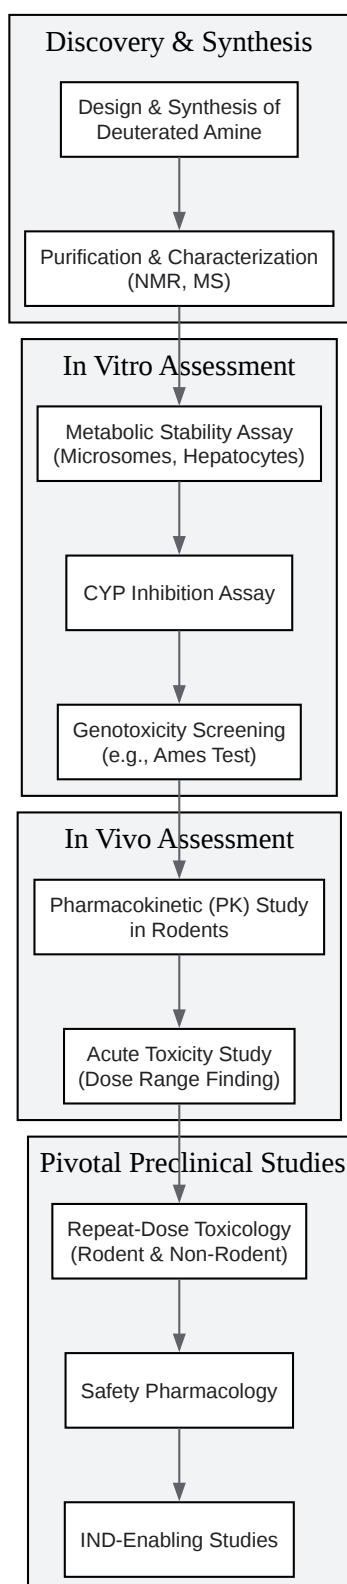 Discovery & Synthesis
Design & Synthesis of
Deuterated Amine
Purification & Characterization
(NMR, MS)
In Vitro Assessment
Metabolic Stability Assay
(Microsomes, Hepatocytes)
CYP Inhibition Assay
Genotoxicity Screening
(e.g., Ames Test)
In Vivo Assessment
Pharmacokinetic (PK) Study
in Rodents
Acute Toxicity Study
(Dose Range Finding)
Pivotal Preclinical Studies
Repeat-Dose Toxicology
(Rodent & Non-Rodent)
Safety Pharmacology
IND-Enabling Studies